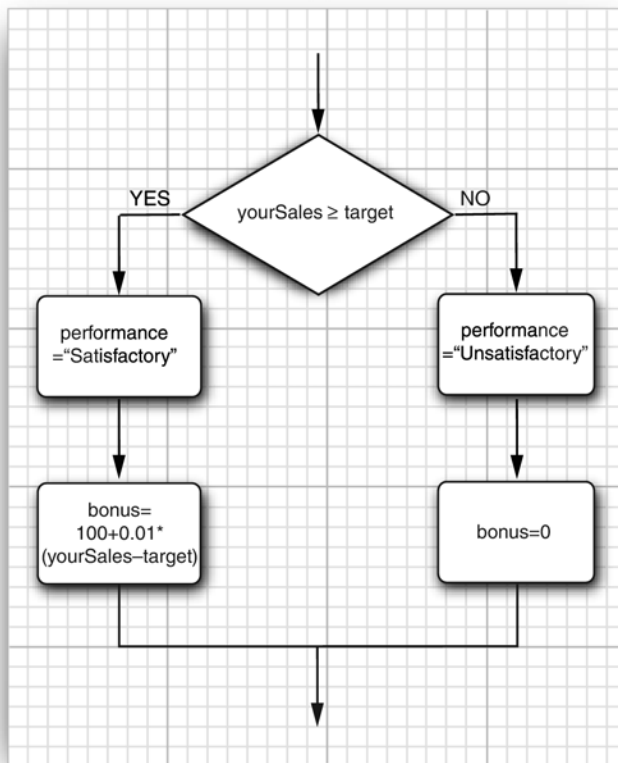 yourSales ≥ target
YES
NO
performance
=“Satisfactory”
performance
=“Unsatisfactory”
bonus=
100+0.01*
(yourSales–target)
bonus=0